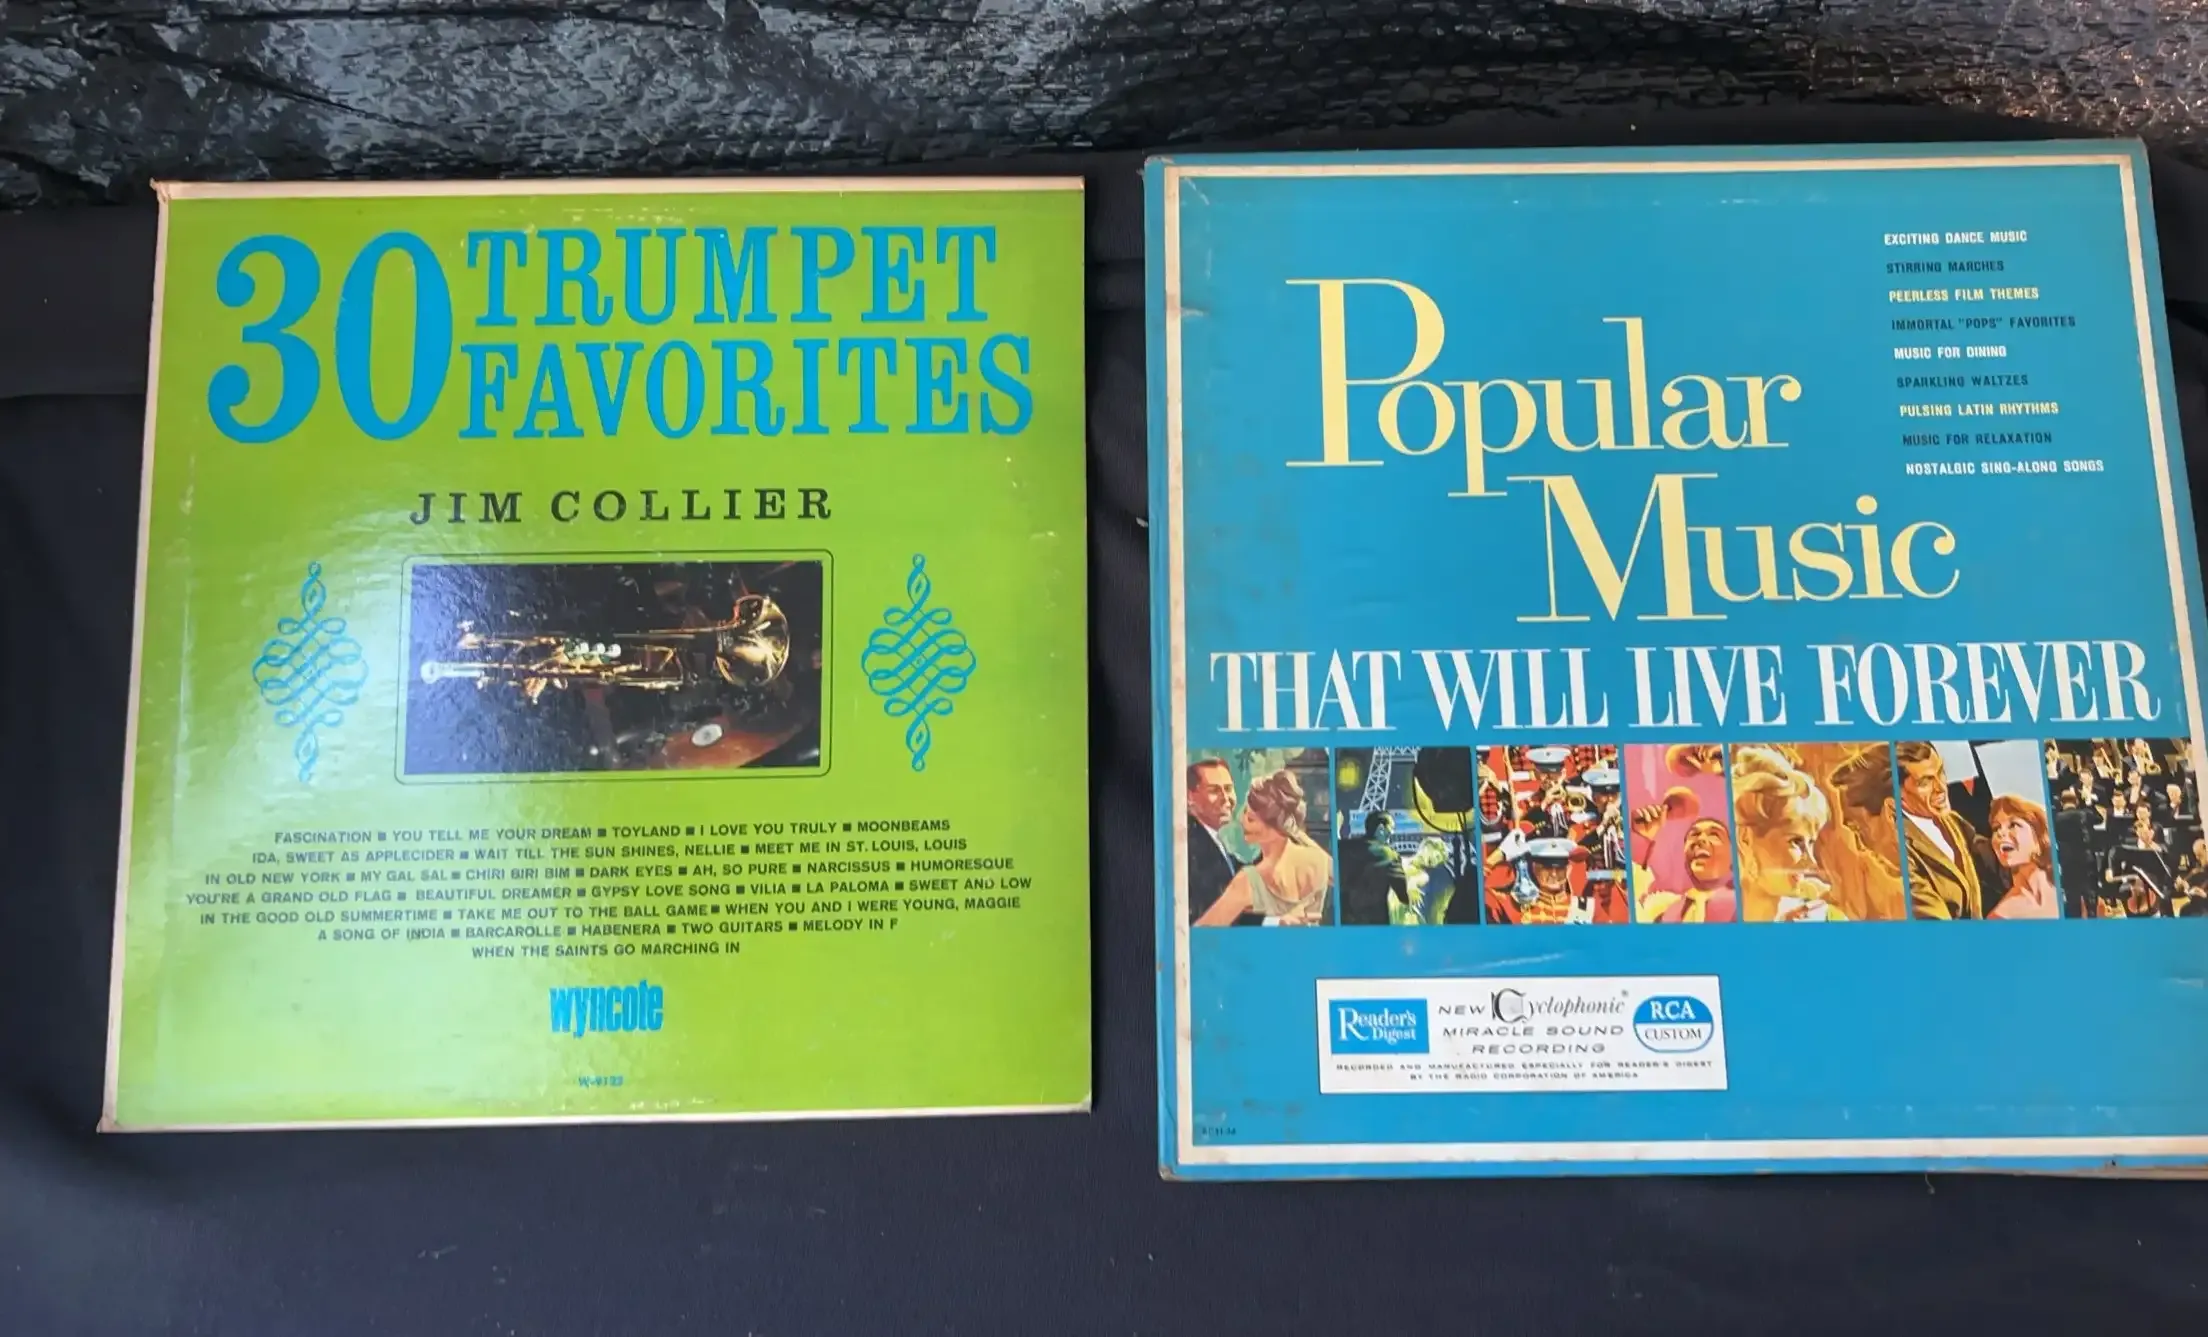 30 TRUMPET
FAVORITES
JIM COLLIER
FASCINATION ■ YOU TELL ME YOUR DREAM ■ TOYLAND ■ I LOVE YOU TRULY ■ MOONBEAMS
IDA, SWEET AS APPLECIDER ■ WAIT TILL THE SUN SHINES, NELLIE ■ MEET ME IN ST. LOUIS, LOUIS
IN OLD NEW YORK ■ MY GAL SAL ■ CHIRI BIRI BIM ■ DARK EYES ■ AH, SO PURE ■ NARCISSUS ■ HUMORESQUE
YOU'RE A GRAND OLD FLAG ■ BEAUTIFUL DREAMER ■ GYPSY LOVE SONG ■ VILIA ■ LA PALOMA ■ SWEET AND LOW
IN THE GOOD OLD SUMMERTIME ■ TAKE ME OUT TO THE BALL GAME ■ WHEN YOU AND I WERE YOUNG, MAGGIE
A SONG OF INDIA ■ BARCAROLLE ■ HABENERA ■ TWO GUITARS ■ MELODY IN F
WHEN THE SAINTS GO MARCHING IN
wyncote
EXCITING DANCE MUSIC
STIRRING MARCHES
PEERLESS FILM THEMES
IMMORTAL "POPS" FAVORITES
MUSIC FOR DINING
SPARKLING WALTZES
PULSING LATIN RHYTHMS
MUSIC FOR RELAXATION
NOSTALGIC SING-ALONG SONGS
Popular
Music
THAT WILL LIVE FOREVER
Reader's
Digest
NEW Cyclophonic®
MIRACLE SOUND
RECORDING
RCA
CUSTOM
RECORDED AND MANUFACTURED ESPECIALLY FOR READER'S DIGEST
BY THE RADIO CORPORATION OF AMERICA